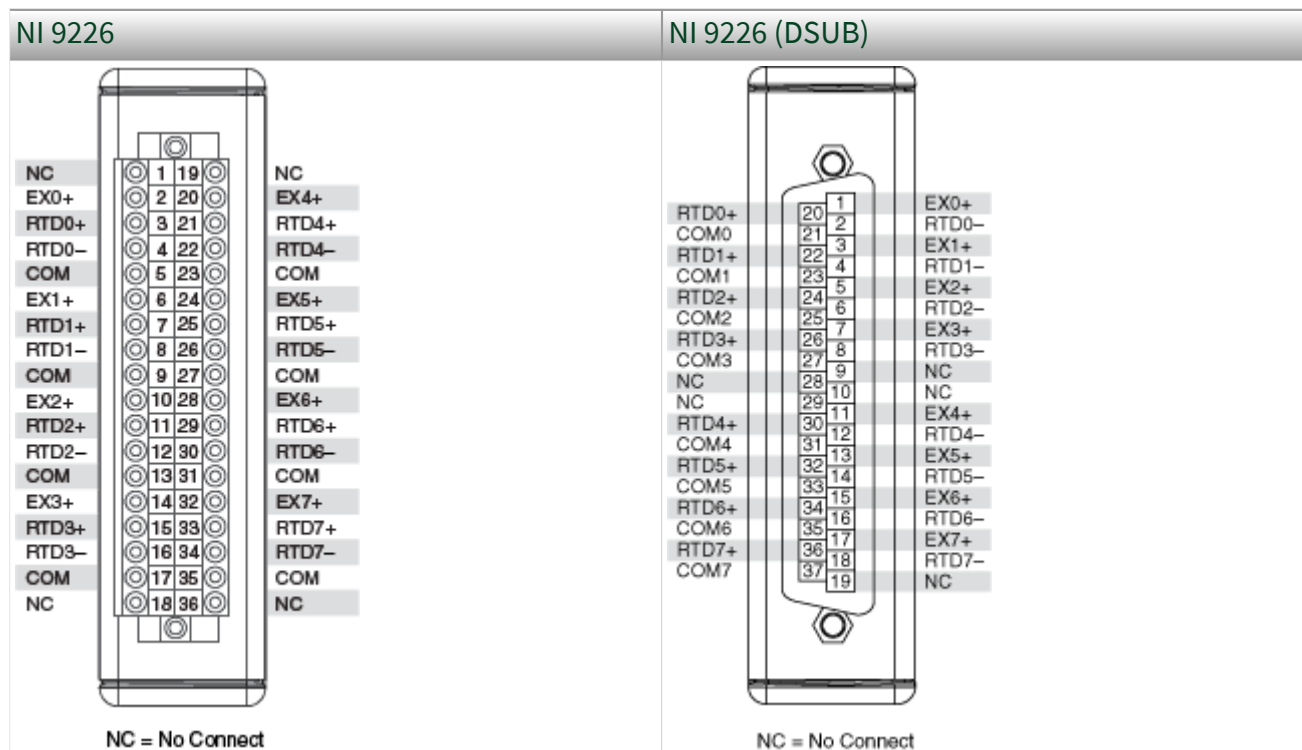 NI 9226
NI 9226 (DSUB)
NC 1 19 NC
EX0+ 2 20 EX4+
RTD0+ 3 21 RTD4+
RTD0– 4 22 RTD4–
COM 5 23 COM
EX1+ 6 24 EX5+
RTD1+ 7 25 RTD5+
RTD1– 8 26 RTD5–
COM 9 27 COM
EX2+ 10 28 EX6+
RTD2+ 11 29 RTD6+
RTD2– 12 30 RTD6–
COM 13 31 COM
EX3+ 14 32 EX7+
RTD3+ 15 33 RTD7+
RTD3– 16 34 RTD7–
COM 17 35 COM
NC 18 36 NC
NC = No Connect
1 EX0+
RTD0+ 20
2 RTD0–
COM0 21
3 EX1+
RTD1+ 22
4 RTD1–
COM1 23
5 EX2+
RTD2+ 24
6 RTD2–
COM2 25
7 EX3+
RTD3+ 26
8 RTD3–
COM3 27
9 NC
NC 28
10 NC
NC 29
11 EX4+
RTD4+ 30
12 RTD4–
COM4 31
13 EX5+
RTD5+ 32
14 RTD5–
COM5 33
15 EX6+
RTD6+ 34
16 RTD6–
COM6 35
17 EX7+
RTD7+ 36
18 RTD7–
COM7 37
19 NC
NC = No Connect